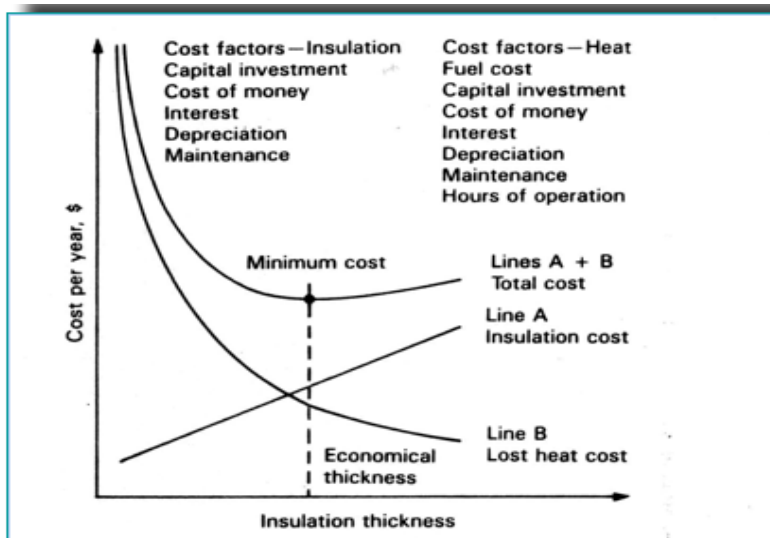 Cost factors—Insulation
Capital investment
Cost of money
Interest
Depreciation
Maintenance
Cost factors—Heat
Fuel cost
Capital investment
Cost of money
Interest
Depreciation
Maintenance
Hours of operation
Cost per year, $
Minimum cost
Lines A + B
Total cost
Line A
Insulation cost
Line B
Lost heat cost
Economical
thickness
Insulation thickness